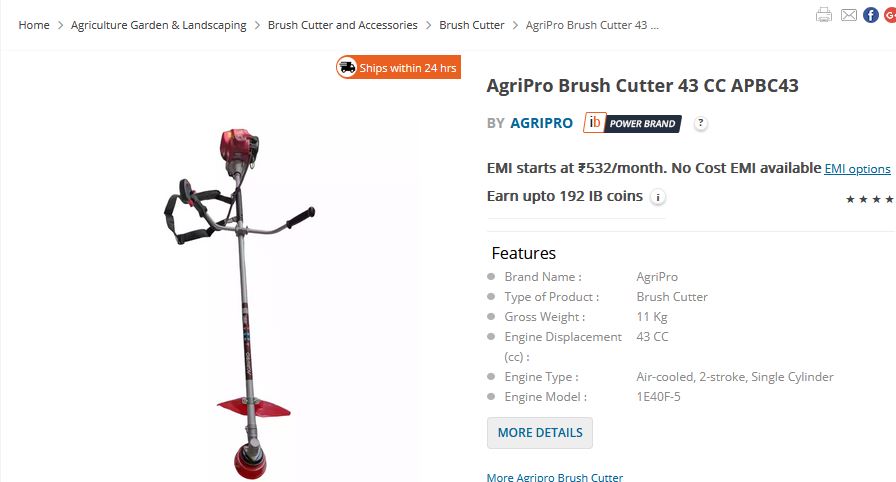 Home > Agriculture Garden & Landscaping > Brush Cutter and Accessories > Brush Cutter > AgriPro Brush Cutter 43 ...
Ships within 24 hrs
AgriPro Brush Cutter 43 CC APBC43
BY AGRIPRO ib POWER BRAND ?
EMI starts at ₹532/month. No Cost EMI available EMI options
Earn upto 192 IB coins i
Features
Brand Name : AgriPro
Type of Product : Brush Cutter
Gross Weight : 11 Kg
Engine Displacement 43 CC
(cc) :
Engine Type : Air-cooled, 2-stroke, Single Cylinder
Engine Model : 1E40F-5
MORE DETAILS
More Agripro Brush Cutter